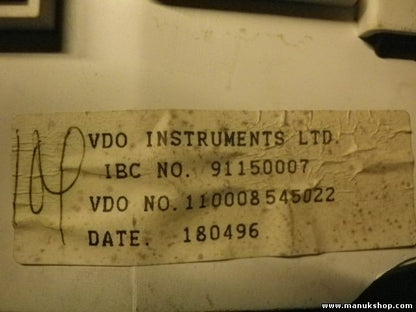 VDO INSTRUMENTS LTD.
IBC NO. 91150007
VDO NO. 110008545022
DATE. 180496
www.manukshop.com